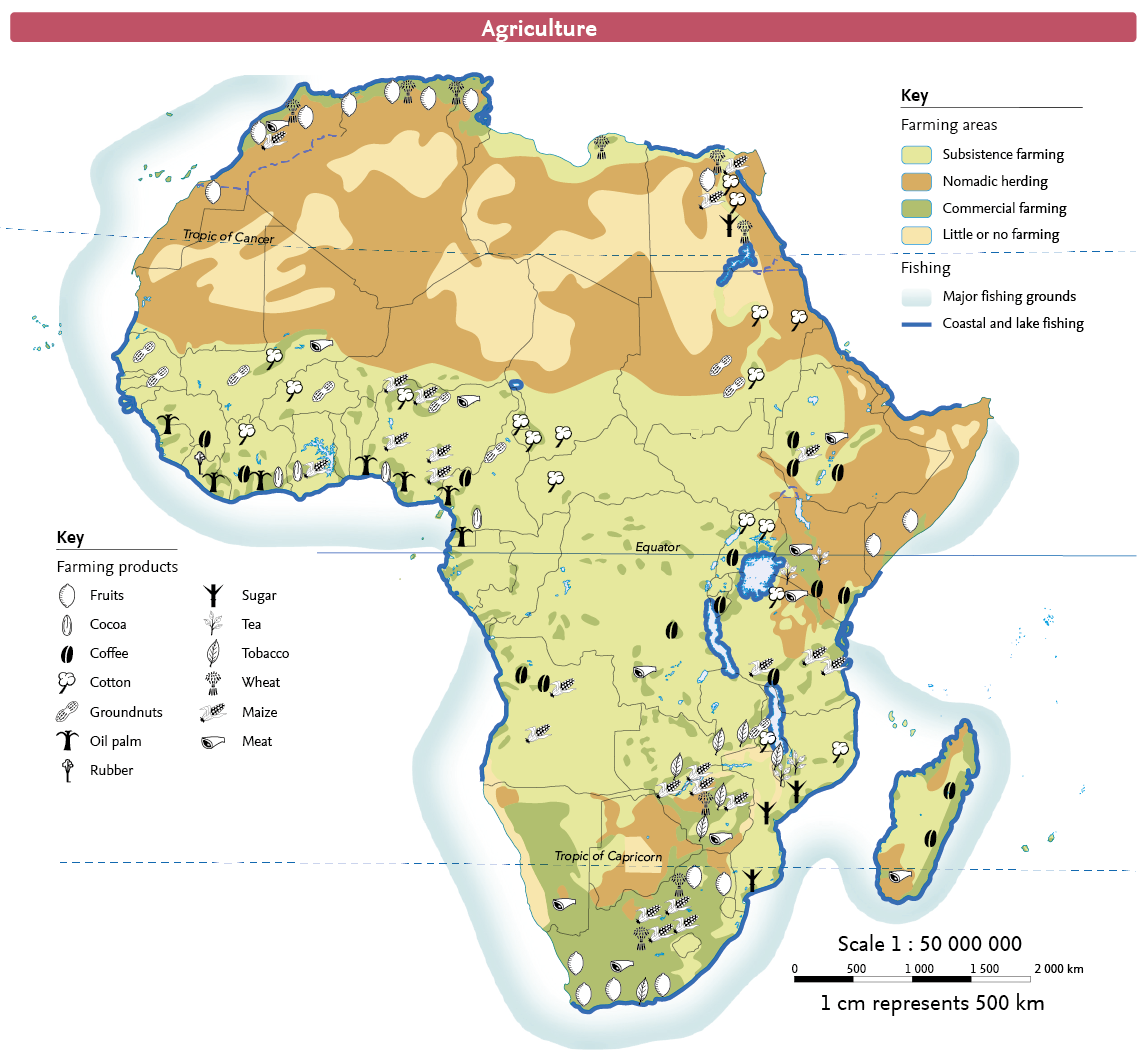 Agriculture
Key
Farming areas
Subsistence farming
Nomadic herding
Commercial farming
Little or no farming
Fishing
Major fishing grounds
Coastal and lake fishing
Tropic of Cancer
Equator
Tropic of Capricorn
Key
Farming products
Fruits
Sugar
Cocoa
Tea
Coffee
Tobacco
Cotton
Wheat
Groundnuts
Maize
Oil palm
Meat
Rubber
Scale 1 : 50 000 000
0 500 1 000 1 500 2 000 km
1 cm represents 500 km